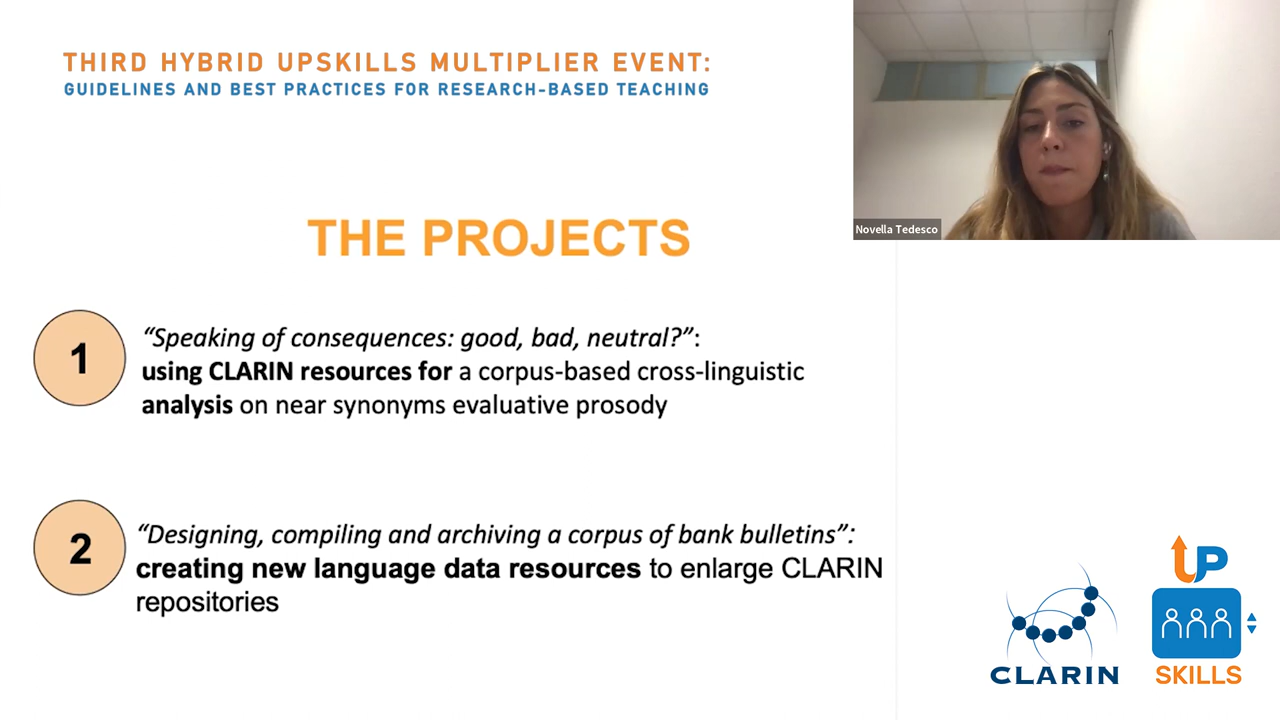 THIRD HYBRID UPSKILLS MULTIPLIER EVENT:
GUIDELINES AND BEST PRACTICES FOR RESEARCH-BASED TEACHING
Novella Tedesco
THE PROJECTS
1
“Speaking of consequences: good, bad, neutral?”:
using CLARIN resources for a corpus-based cross-linguistic
analysis on near synonyms evaluative prosody
2
“Designing, compiling and archiving a corpus of bank bulletins”:
creating new language data resources to enlarge CLARIN
repositories
CLARIN
UP
SKILLS